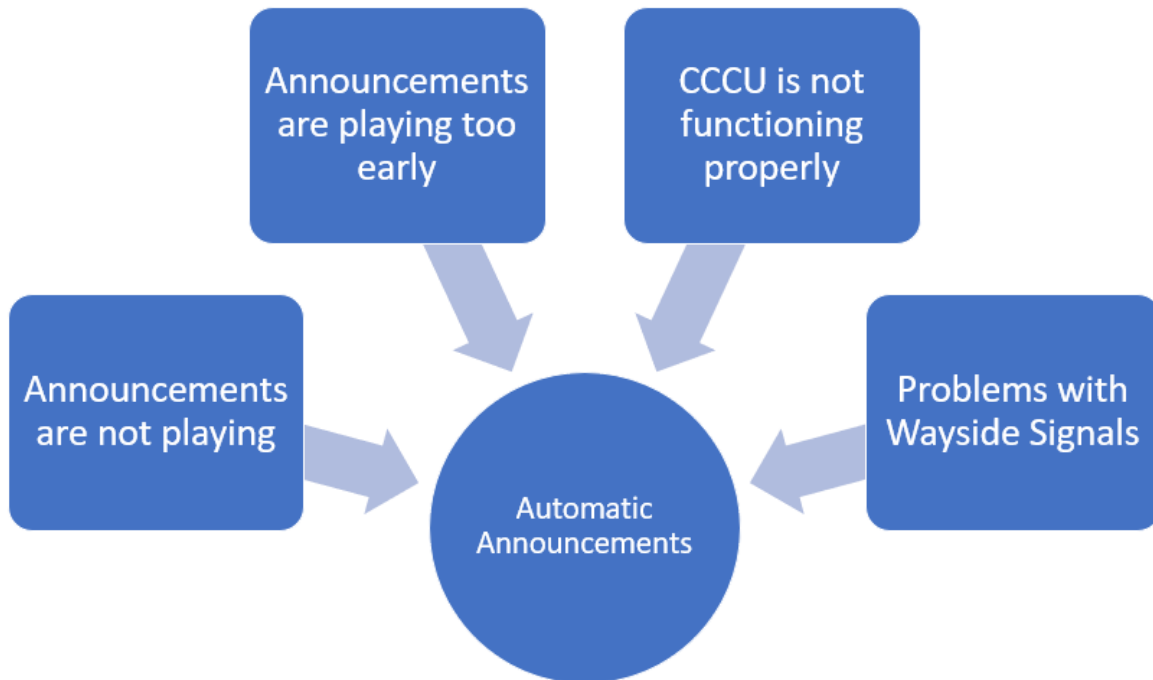 Announcements
are playing too
early
CCCU is not
functioning
properly
Announcements
are not playing
Problems with
Wayside Signals
Automatic
Announcements